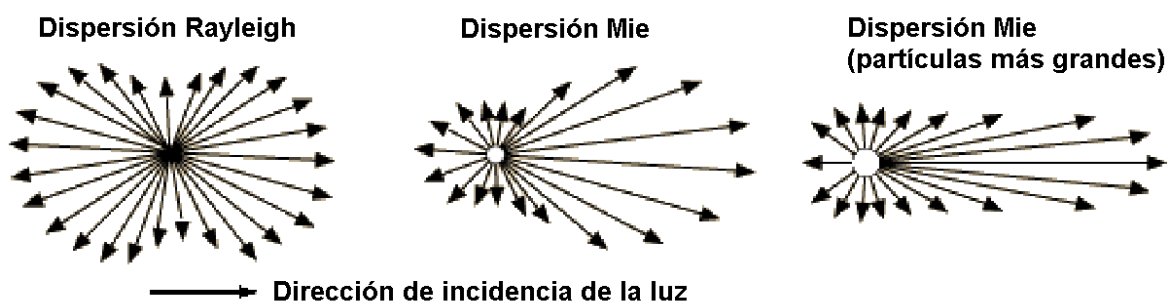 Dispersión Rayleigh
Dispersión Mie
Dispersión Mie
(partículas más grandes)
Dirección de incidencia de la luz